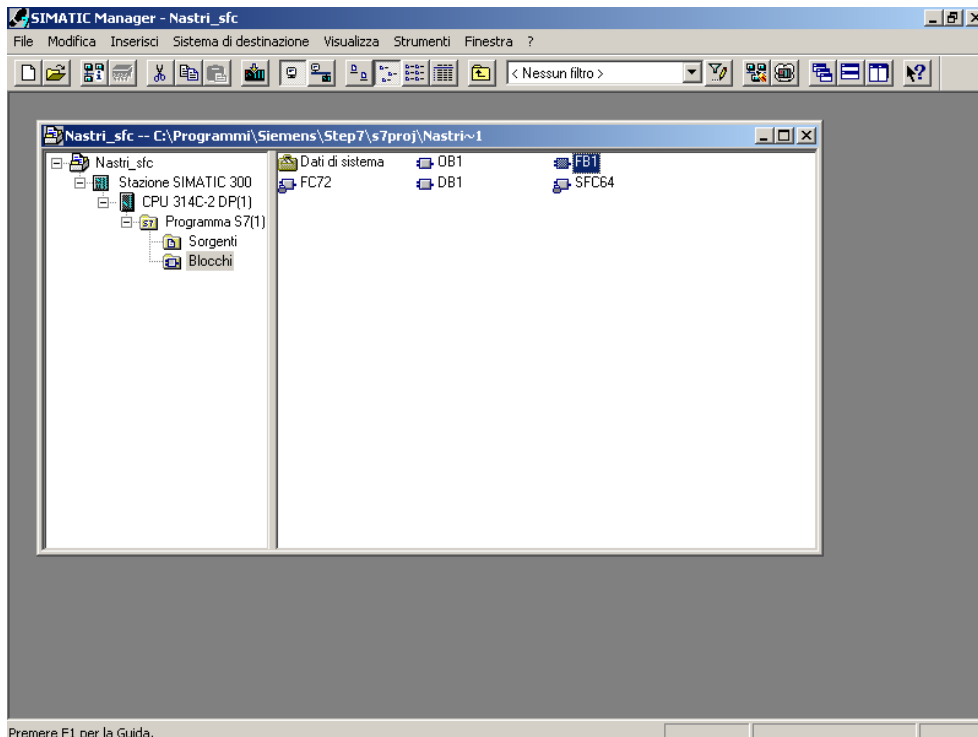 SIMATIC Manager - Nastri_sfc
File Modifica Inserisci Sistema di destinazione Visualizza Strumenti Finestra ?
< Nessun filtro >
Nastri_sfc -- C:\Programmi\Siemens\Step7\s7proj\Nastri~1
Nastri_sfc
Stazione SIMATIC 300
CPU 314C-2 DP(1)
Programma S7(1)
Sorgenti
Blocchi
Dati di sistema OB1 FB1
FC72 DB1 SFC64
Premere F1 per la Guida.